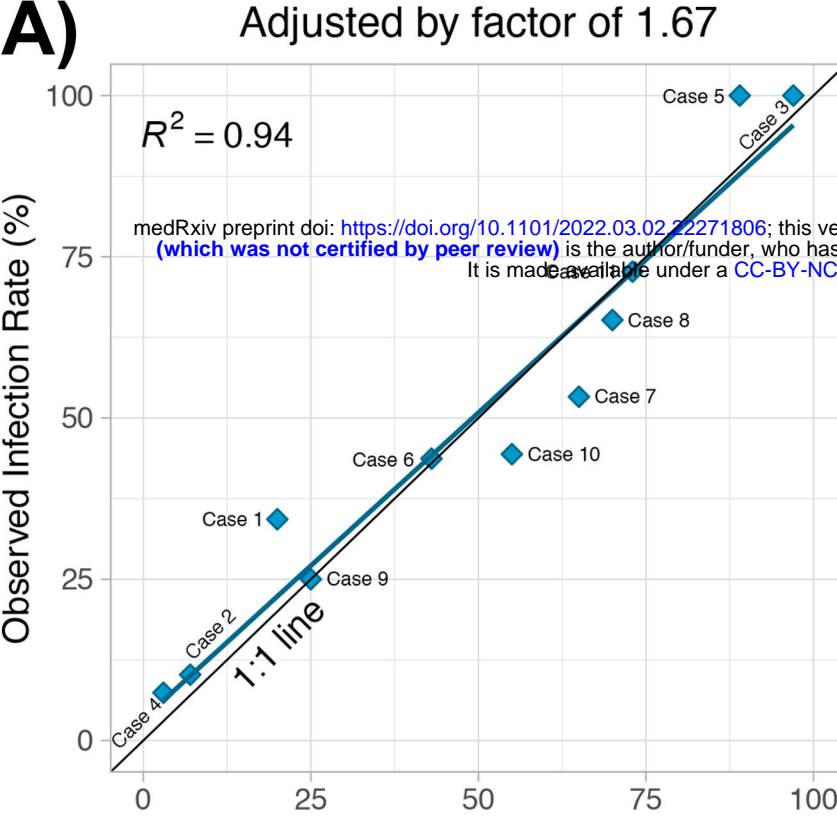 A)
Adjusted by factor of 1.67
Observed Infection Rate (%)
100
75
50
25
0
R² = 0.94
Case 5
Case 3
medRxiv preprint doi: https://doi.org/10.1101/2022.03.02.22271806; this ve
(which was not certified by peer review) is the author/funder, who has
It is made available under a CC-BY-NC
Case 8
Case 7
Case 10
Case 6
Case 1
Case 9
Case 2
1:1 line
Case 4
0
25
50
75
100